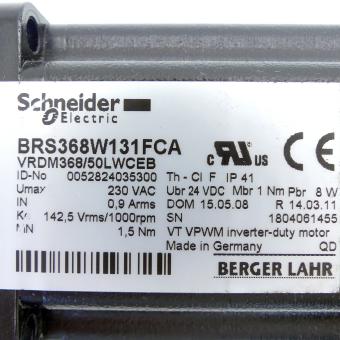 Schneider
Electric
BRS368W131FCA
c RU US
VRDM368/50LWCEB
ID-No 0052824035300 Th - Cl F IP 41
Umax 230 VAC Ubr 24 VDC Mbr 1 Nm Pbr 8 W
IN 0,9 Arms DOM 15.05.08 R 14.03.11
142,5 Vrms/1000rpm SN 1804061455
1,5 Nm VT VPWM inverter-duty motor
Made in Germany QD
BERGER LAHR